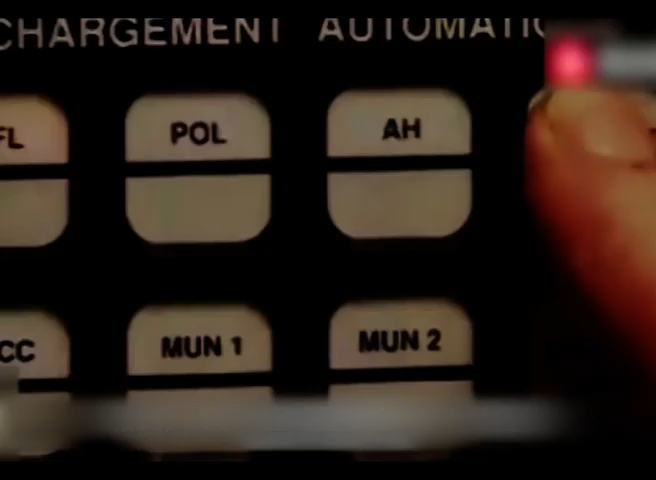 CHARGEMENT AUTOMATIC
FL POL AH
CC MUN 1 MUN 2